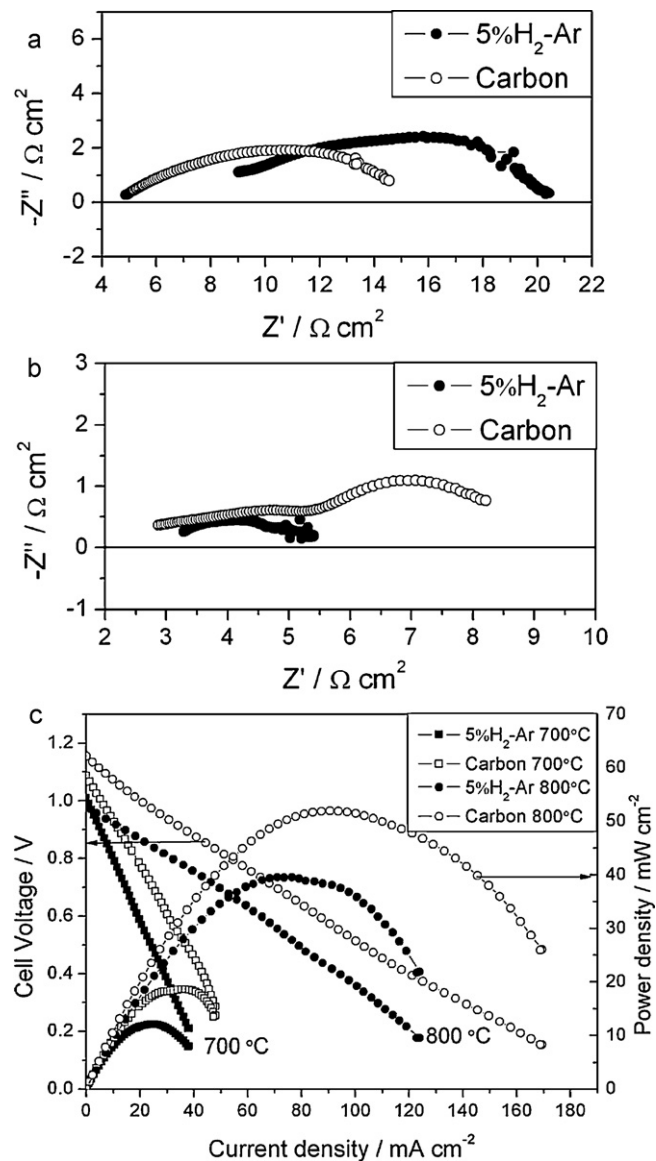 a
5%H₂-Ar
Carbon
6
4
2
0
-2
-Z" / Ω cm²
4 6 8 10 12 14 16 18 20 22
Z' / Ω cm²
b
5%H₂-Ar
Carbon
3
2
1
0
-1
-Z" / Ω cm²
2 3 4 5 6 7 8 9 10
Z' / Ω cm²
c
5%H₂-Ar 700°C
Carbon 700°C
5%H₂-Ar 800°C
Carbon 800°C
1.2
1.0
0.8
0.6
0.4
0.2
0.0
Cell Voltage / V
70
60
50
40
30
20
10
0
Power density / mW cm⁻²
700 °C
800 °C
0 20 40 60 80 100 120 140 160 180
Current density / mA cm⁻²